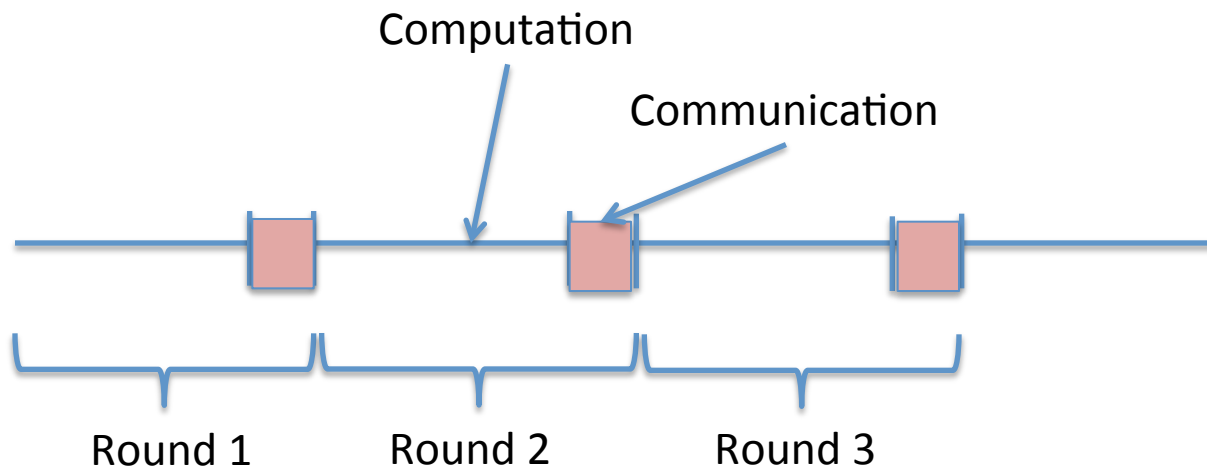 Computation
Communication
Round 1
Round 2
Round 3